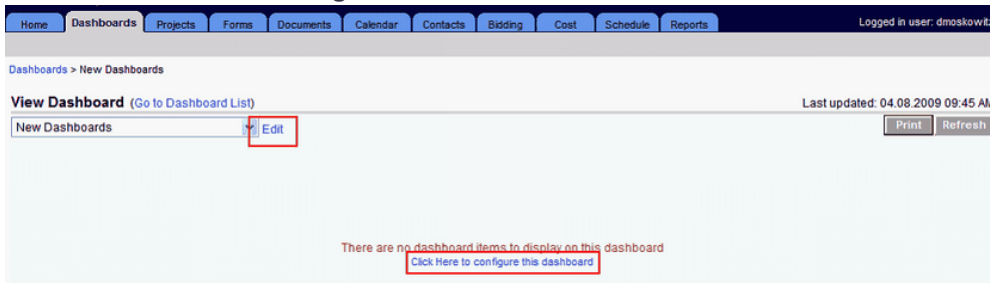 Home Dashboards Projects Forms Documents Calendar Contacts Bidding Cost Schedule Reports Logged in user: dmoskowitz
Dashboards > New Dashboards
View Dashboard (Go to Dashboard List) Last updated: 04.08.2009 09:45 AM
New Dashboards Edit Print Refresh
There are no dashboard items to display on this dashboard
Click Here to configure this dashboard